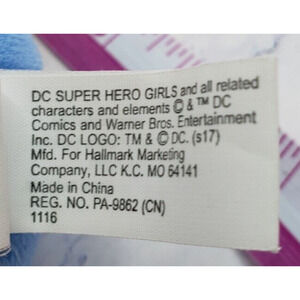 DC SUPER HERO GIRLS and all related
characters and elements © & ™ DC
Comics and Warner Bros. Entertainment
Inc. DC LOGO: TM & © DC. (s17)
Mfd. For Hallmark Marketing
Company, LLC K.C. MO 64141
Made in China
REG. NO. PA-9862 (CN)
1116